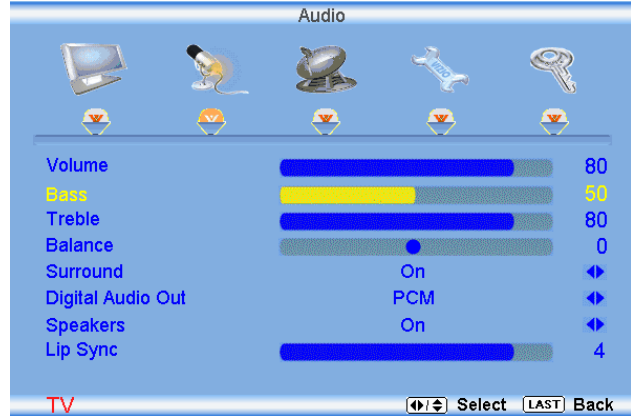 Audio
VIZIO
Volume 80
Bass 50
Treble 80
Balance 0
Surround On
Digital Audio Out PCM
Speakers On
Lip Sync 4
TV Select LAST Back